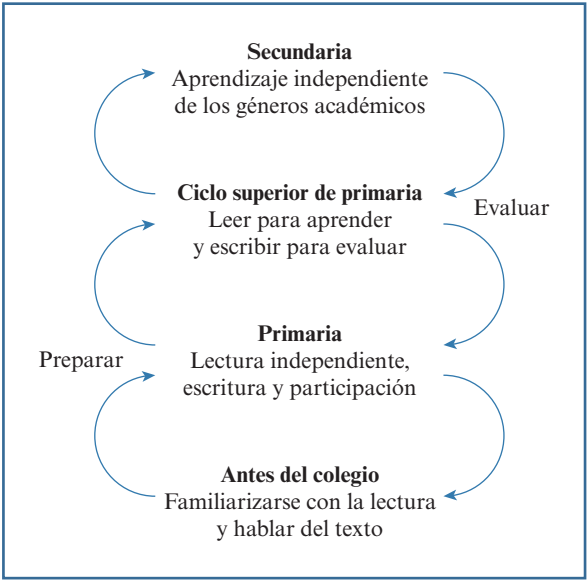 Secundaria
Aprendizaje independiente
de los géneros académicos
Ciclo superior de primaria
Leer para aprender
y escribir para evaluar
Evaluar
Primaria
Lectura independiente,
escritura y participación
Preparar
Antes del colegio
Familiarizarse con la lectura
y hablar del texto